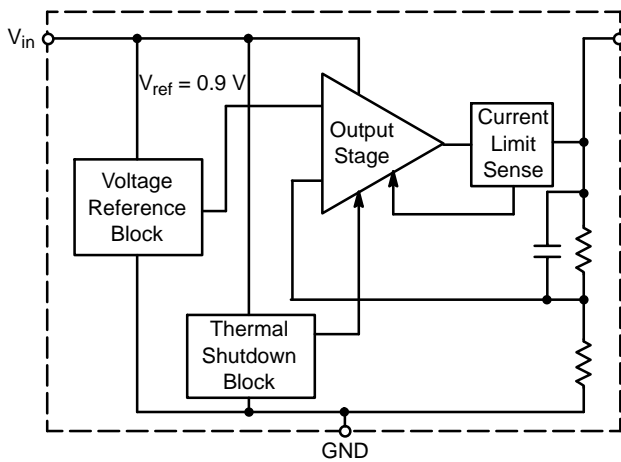 Vin
Vref = 0.9 V
Output
Stage
Current
Limit
Sense
Voltage
Reference
Block
Thermal
Shutdown
Block
GND